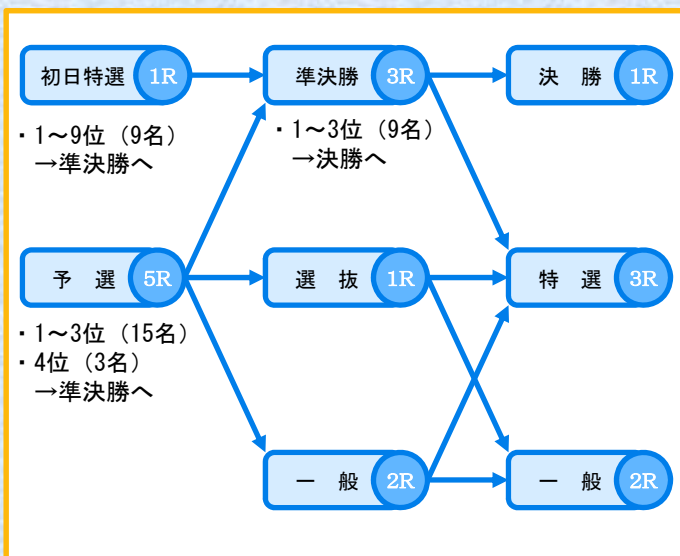 初日特選 1R
準決勝 3R
決　勝 1R
・1～9位（9名）
→準決勝へ
・1～3位（9名）
→決勝へ
予　選 5R
選　抜 1R
特　選 3R
・1～3位（15名）
・4位（3名）
→準決勝へ
一　般 2R
一　般 2R